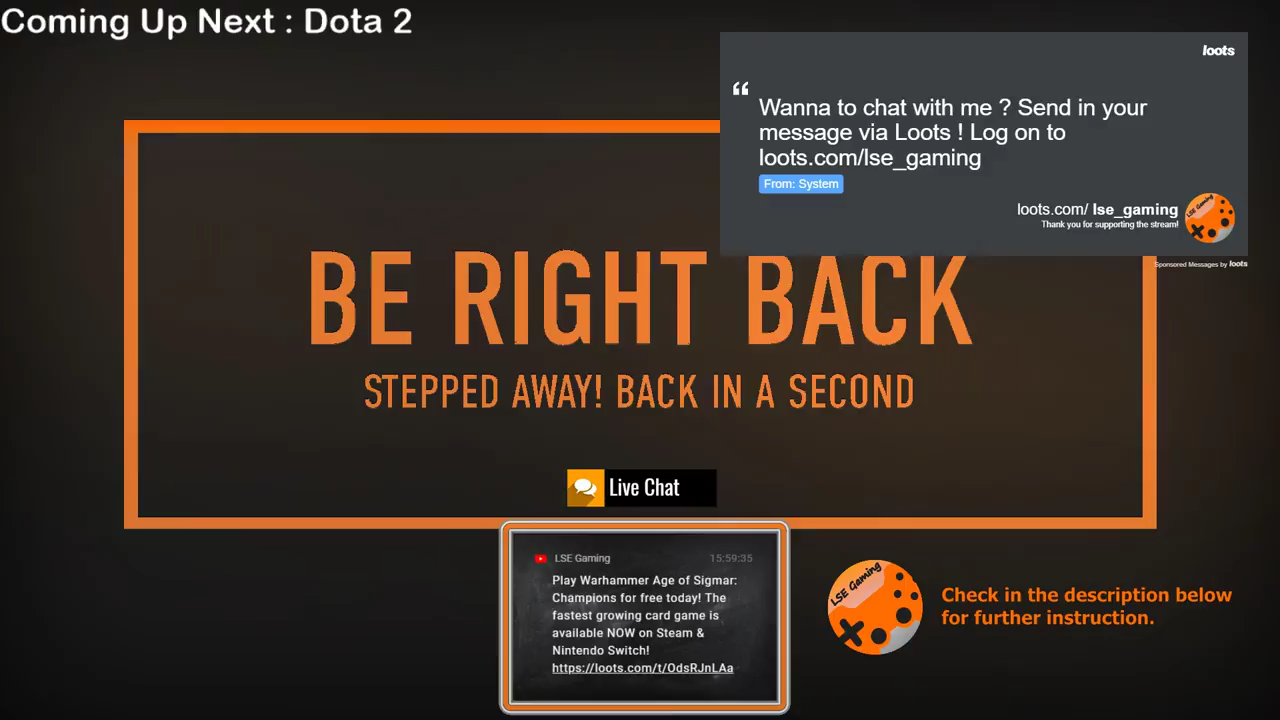 Coming Up Next : Dota 2
loots
“
Wanna to chat with me ? Send in your
message via Loots ! Log on to
loots.com/lse_gaming
From: System
loots.com/ lse_gaming
Thank you for supporting the stream!
LSE Gaming
Sponsored Messages by loots
BE RIGHT BACK
STEPPED AWAY! BACK IN A SECOND
Live Chat
LSE Gaming 15:59:35
Play Warhammer Age of Sigmar:
Champions for free today! The
fastest growing card game is
available NOW on Steam &
Nintendo Switch!
https://loots.com/t/OdsRJnLAa
LSE Gaming
Check in the description below
for further instruction.